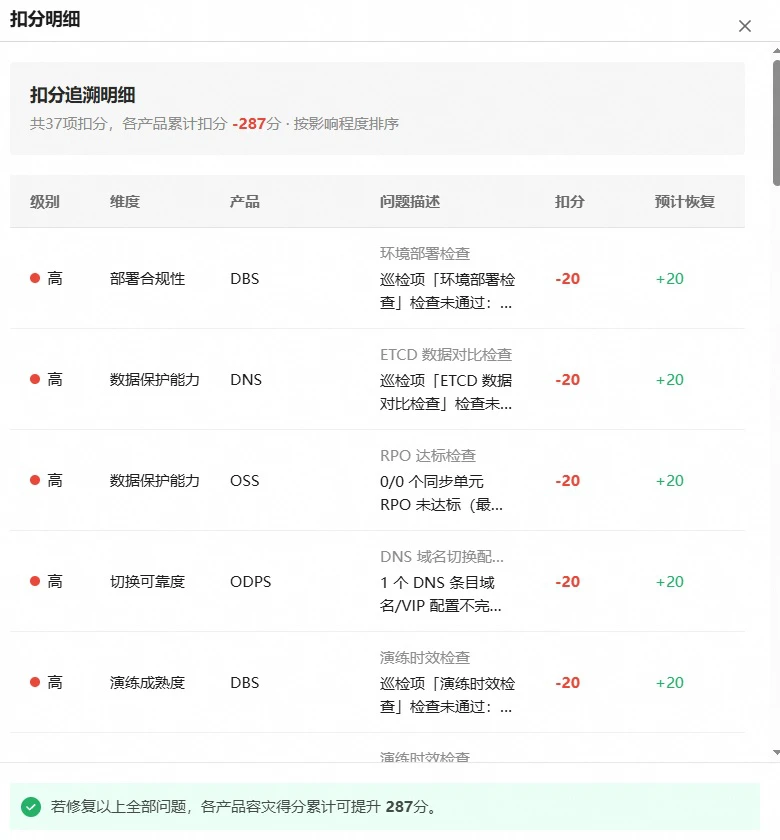 扣分明细
扣分追溯明细
共37项扣分，各产品累计扣分 -287分 · 按影响程度排序
级别 维度 产品 问题描述 扣分 预计恢复
环境部署检查
高 部署合规性 DBS 巡检项「环境部署检 -20 +20
查」检查未通过：...
ETCD 数据对比检查
高 数据保护能力 DNS 巡检项「ETCD 数据 -20 +20
对比检查」检查未...
RPO 达标检查
高 数据保护能力 OSS 0/0 个同步单元 -20 +20
RPO 未达标（最...
DNS 域名切换配...
高 切换可靠度 ODPS 1 个 DNS 条目域 -20 +20
名/VIP 配置不完...
演练时效检查
高 演练成熟度 DBS 巡检项「演练时效检 -20 +20
查」检查未通过：...
演练时效检查
若修复以上全部问题，各产品容灾得分累计可提升 287分。